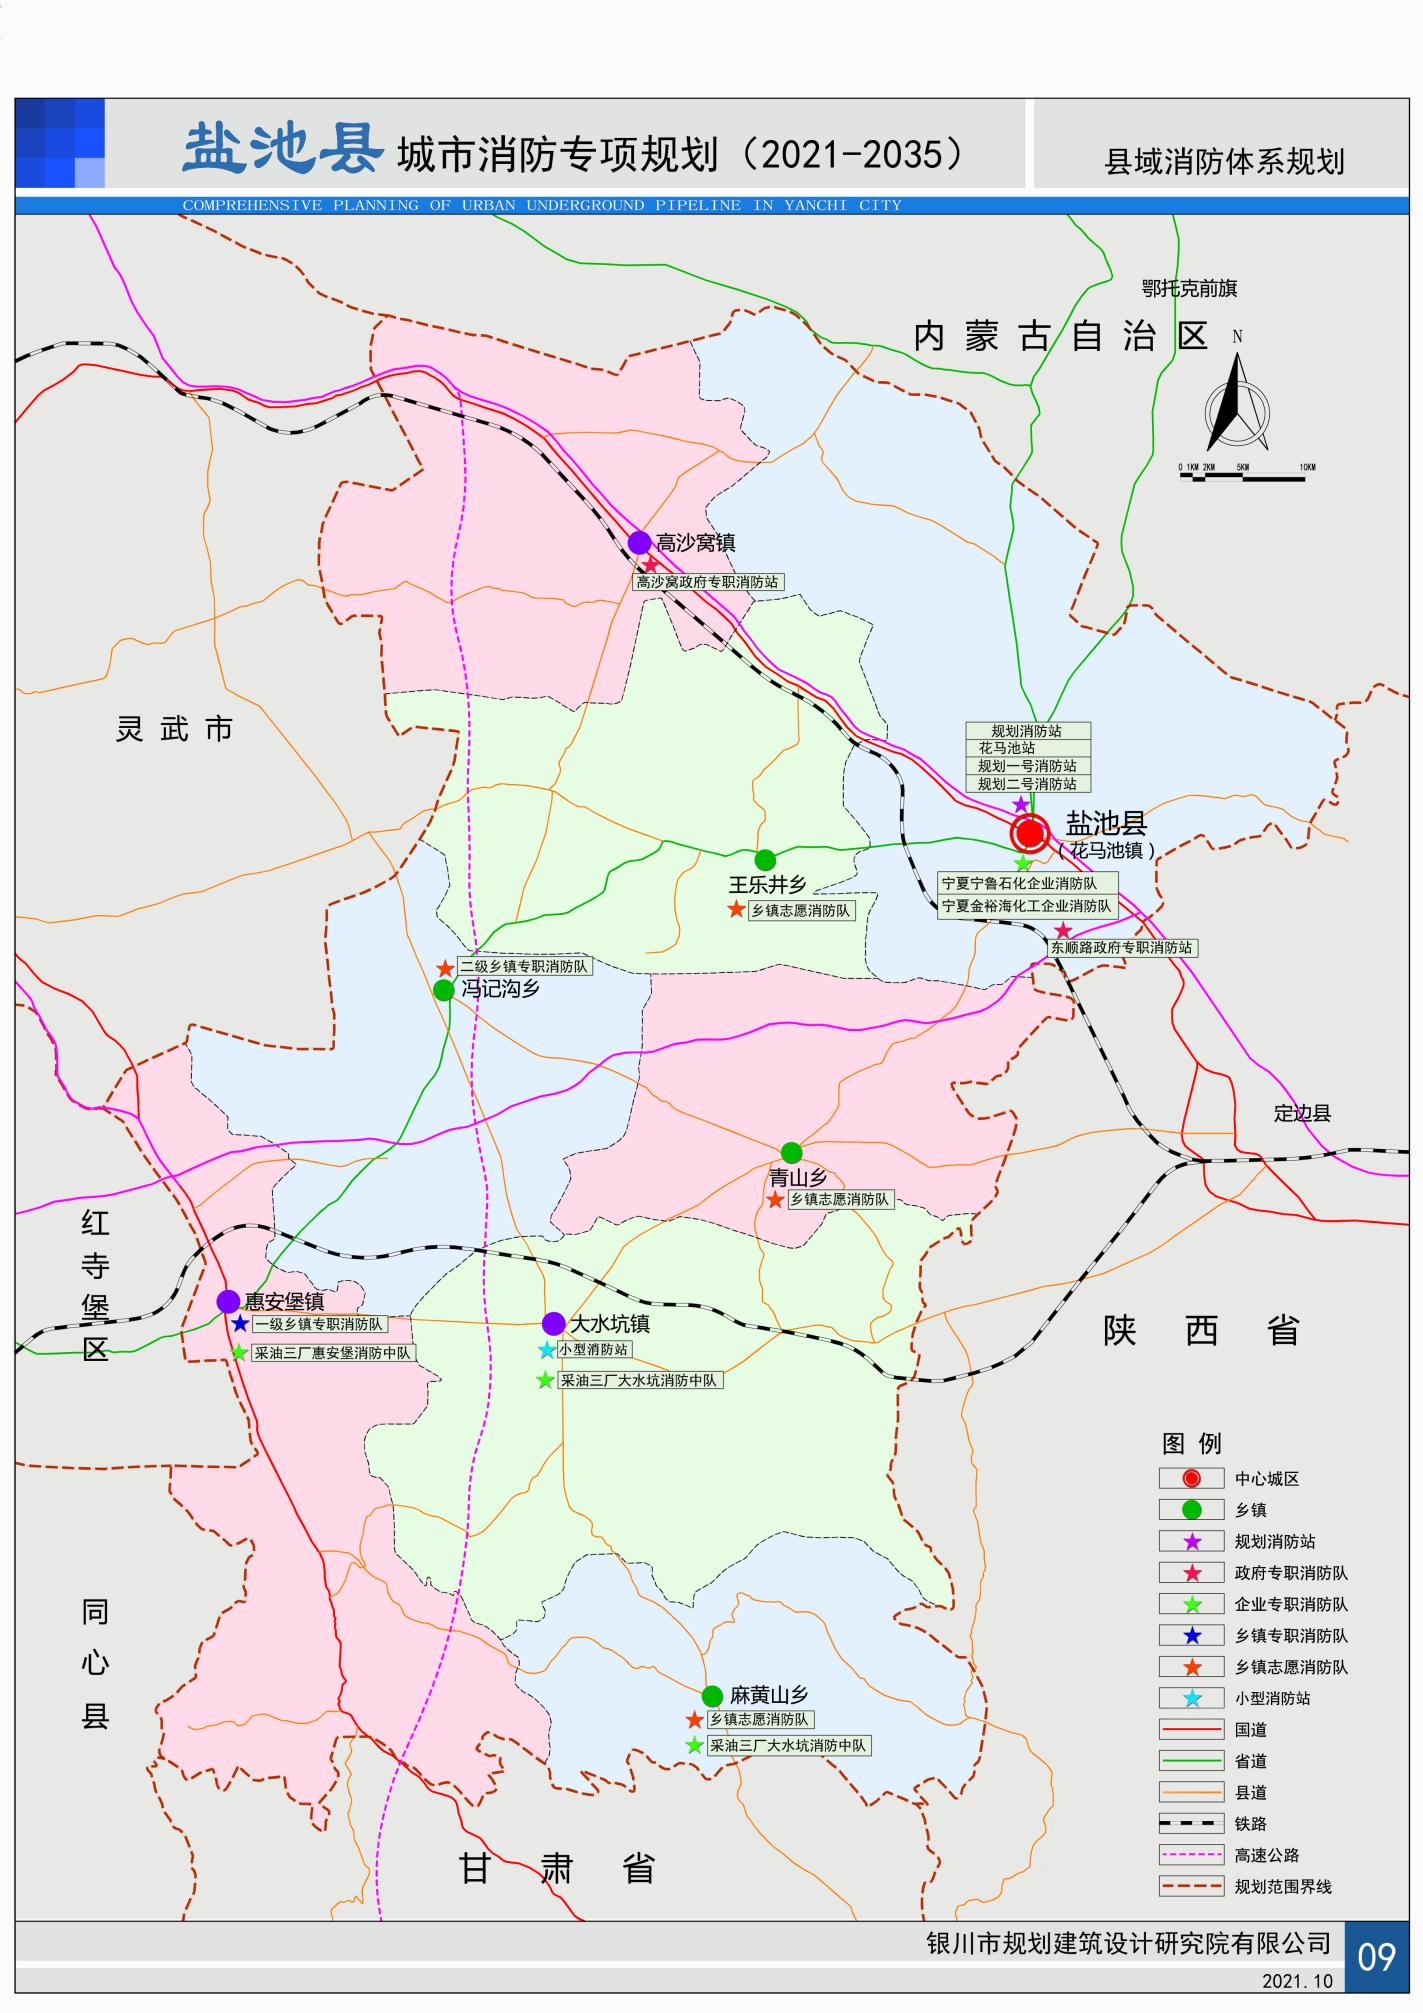 盐池县城市消防专项规划（2021-2035）
县域消防体系规划
COMPREHENSIVE PLANNING OF URBAN UNDERGROUND PIPELINE IN YANCHI CITY
鄂托克前旗
内蒙古自治区
N
0 1KM 2KM 5KM 10KM
高沙窝镇
高沙窝政府专职消防站
灵武市
规划消防站
花马池站
规划一号消防站
规划二号消防站
盐池县
（花马池镇）
宁夏宁鲁石化企业消防队
宁夏金裕海化工企业消防队
东顺路政府专职消防站
王乐井乡
乡镇志愿消防队
二级乡镇专职消防队
冯记沟乡
定边县
青山乡
乡镇志愿消防队
红寺堡区
惠安堡镇
一级乡镇专职消防队
采油三厂惠安堡消防中队
大水坑镇
小型消防站
采油三厂大水坑消防中队
陕西省
同心县
麻黄山乡
乡镇志愿消防队
采油三厂大水坑消防中队
甘肃省
图例
中心城区
乡镇
规划消防站
政府专职消防队
企业专职消防队
乡镇专职消防队
乡镇志愿消防队
小型消防站
国道
省道
县道
铁路
高速公路
规划范围界线
银川市规划建筑设计研究院有限公司
09
2021.10